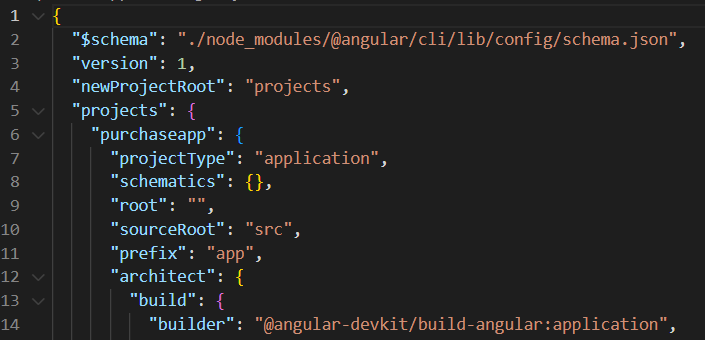 1 {
2 "$schema": "./node_modules/@angular/cli/lib/config/schema.json",
3 "version": 1,
4 "newProjectRoot": "projects",
5 "projects": {
6 "purchaseapp": {
7 "projectType": "application",
8 "schematics": {},
9 "root": "",
10 "sourceRoot": "src",
11 "prefix": "app",
12 "architect": {
13 "build": {
14 "builder": "@angular-devkit/build-angular:application",